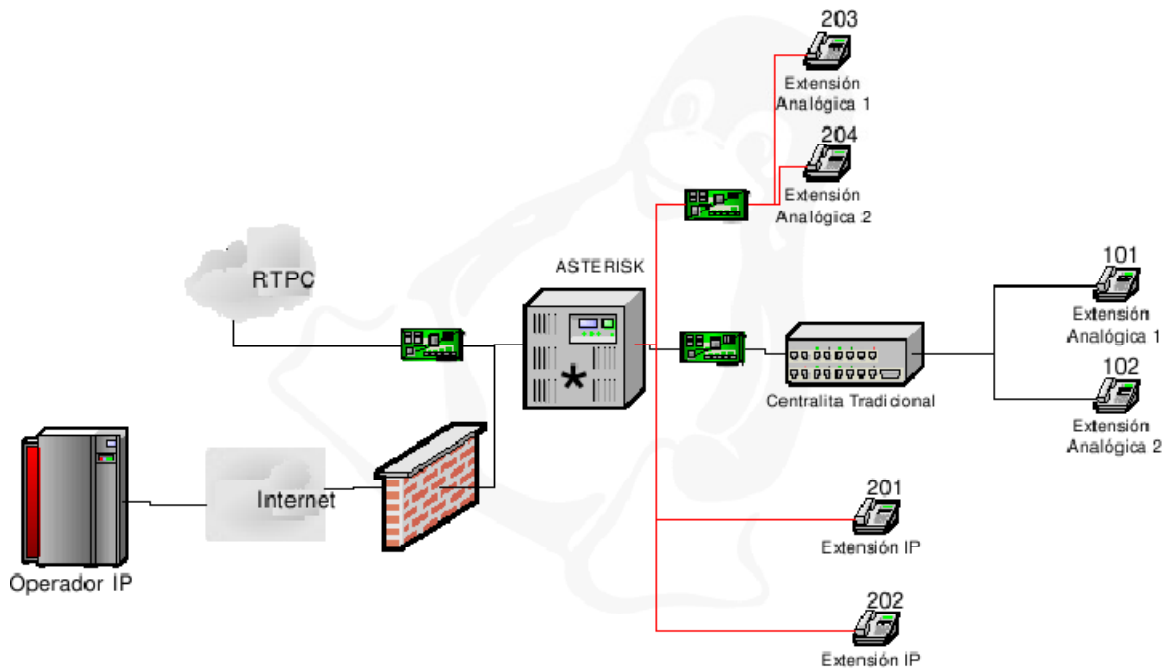 203
Extensión
Analógica 1
204
Extensión
Analógica 2
RTPC
ASTERISK
*
101
Extensión
Analógica 1
Centralita Tradicional
102
Extensión
Analógica 2
Internet
201
Extensión IP
Operador IP
202
Extensión IP